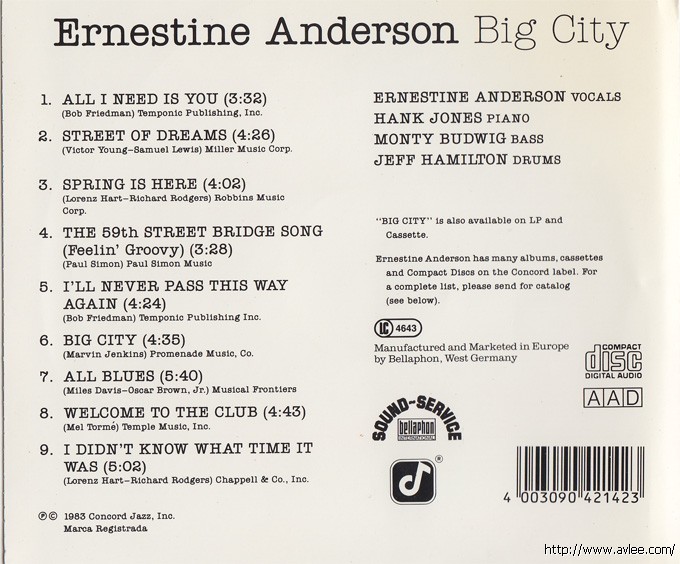 Ernestine Anderson Big City
1. ALL I NEED IS YOU (3:32)
(Bob Friedman) Temponic Publishing, Inc.
2. STREET OF DREAMS (4:26)
(Victor Young–Samuel Lewis) Miller Music Corp.
3. SPRING IS HERE (4:02)
(Lorenz Hart–Richard Rodgers) Robbins Music
Corp.
4. THE 59th STREET BRIDGE SONG
(Feelin' Groovy) (3:28)
(Paul Simon) Paul Simon Music
5. I'LL NEVER PASS THIS WAY
AGAIN (4:24)
(Bob Friedman) Temponic Publishing Inc.
6. BIG CITY (4:35)
(Marvin Jenkins) Promenade Music, Co.
7. ALL BLUES (5:40)
(Miles Davis–Oscar Brown, Jr.) Musical Frontiers
8. WELCOME TO THE CLUB (4:43)
(Mel Tormé) Temple Music, Inc.
9. I DIDN'T KNOW WHAT TIME IT
WAS (5:02)
(Lorenz Hart–Richard Rodgers) Chappell & Co., Inc.
℗ © 1983 Concord Jazz, Inc.
Marca Registrada
ERNESTINE ANDERSON VOCALS
HANK JONES PIANO
MONTY BUDWIG BASS
JEFF HAMILTON DRUMS
"BIG CITY" is also available on LP and
Cassette.
Ernestine Anderson has many albums, cassettes
and Compact Discs on the Concord label. For
a complete list, please send for catalog
(see below).
LC 4643
Manufactured and Marketed in Europe
by Bellaphon, West Germany
COMPACT
disc
DIGITAL AUDIO
AAD
SOUND-SERVICE
bellaphon
INTERNATIONAL
®
4 003090 421423
http://www.avlee.com/